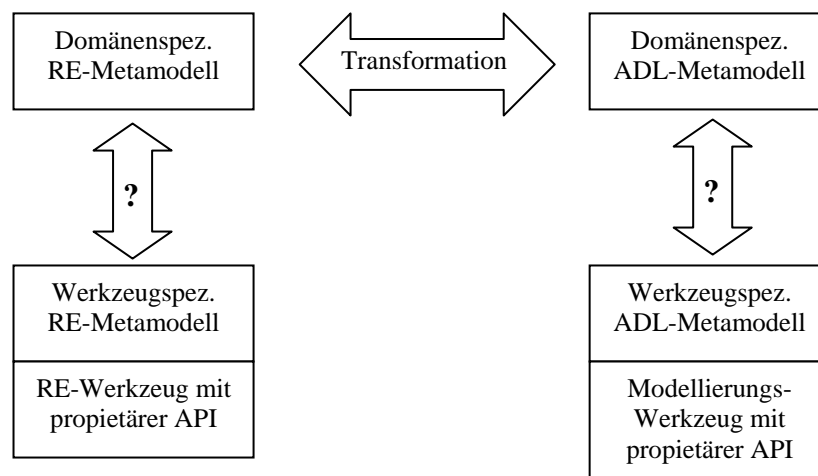 Domänenspez.
RE-Metamodell
Transformation
Domänenspez.
ADL-Metamodell
?
?
Werkzeugspez.
RE-Metamodell
Werkzeugspez.
ADL-Metamodell
RE-Werkzeug mit
propietärer API
Modellierungs-
Werkzeug mit
propietärer API